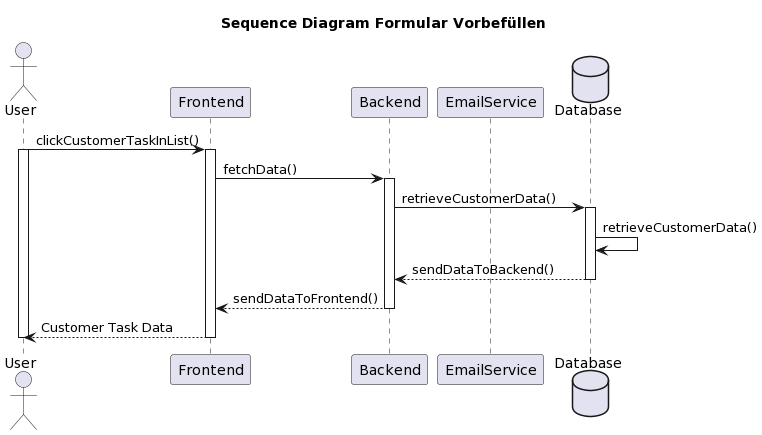 Sequence Diagram Formular Vorbefüllen
User
Frontend
Backend
EmailService
Database
clickCustomerTaskInList()
fetchData()
retrieveCustomerData()
retrieveCustomerData()
sendDataToBackend()
sendDataToFrontend()
Customer Task Data
User
Frontend
Backend
EmailService
Database